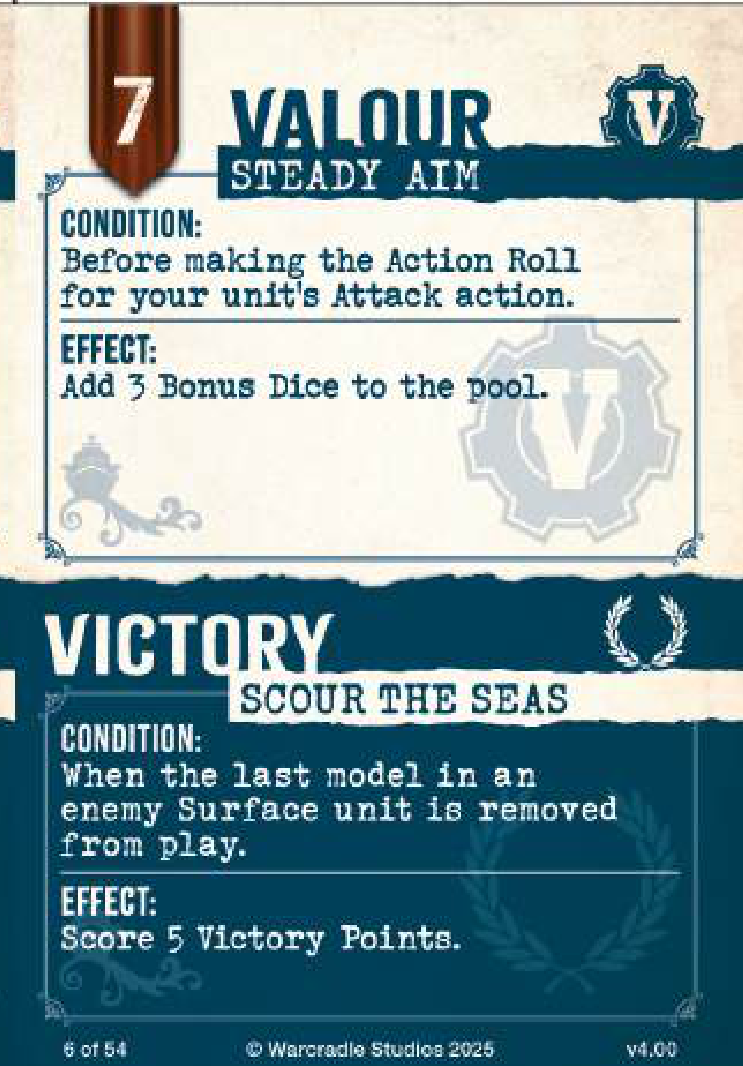 7
VALOUR
V
STEADY AIM
CONDITION:
Before making the Action Roll
for your unit's Attack action.
EFFECT:
Add 3 Bonus Dice to the pool.
V
VICTORY
SCOUR THE SEAS
CONDITION:
When the last model in an
enemy Surface unit is removed
from play.
EFFECT:
Score 5 Victory Points.
6 of 54
© Warcradle Studios 2025
v4.00